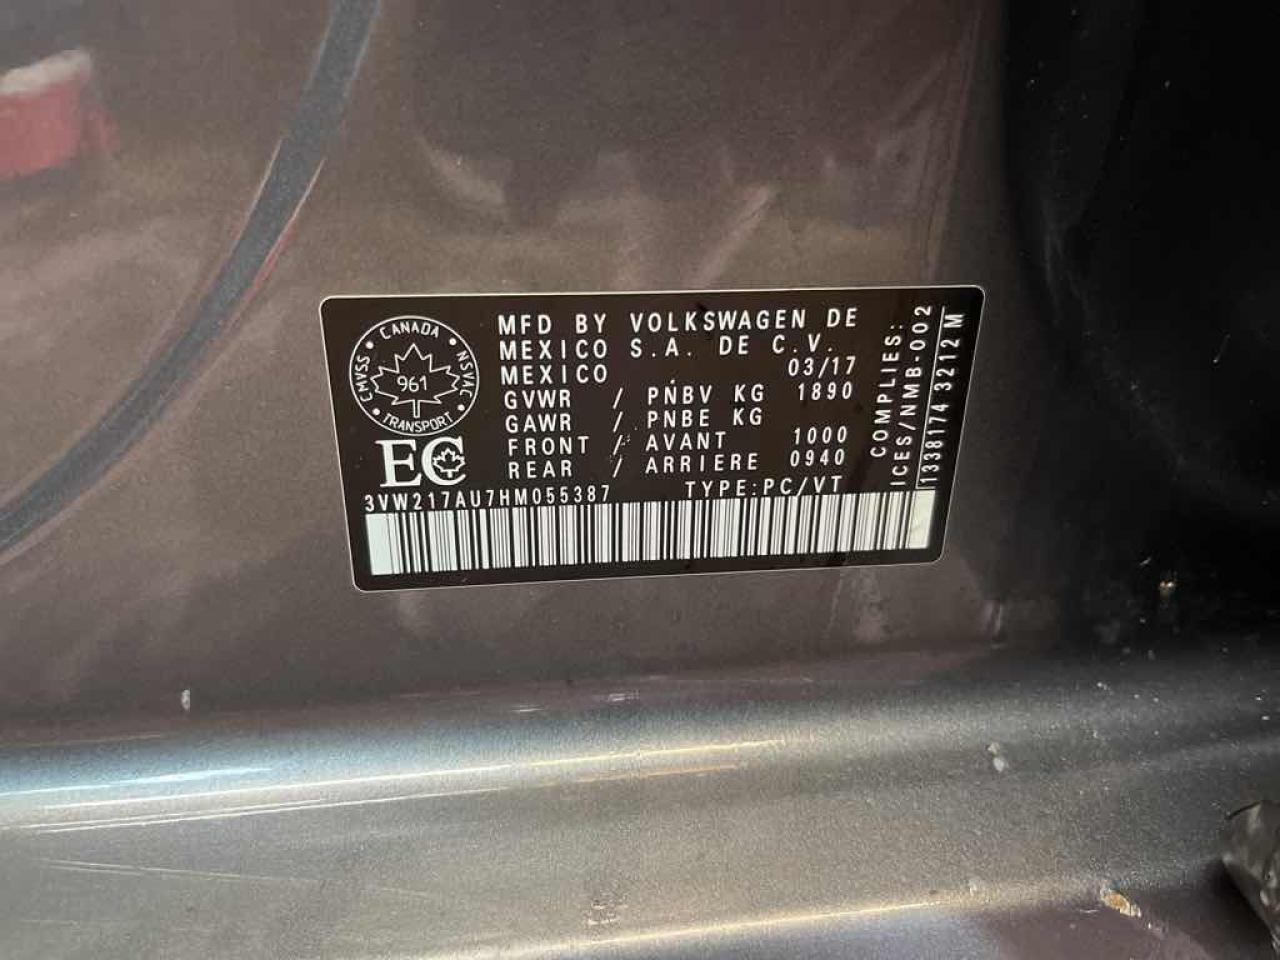 CANADA
CMVSS
NSVAC
961
TRANSPORT
EC
MFD BY VOLKSWAGEN DE
MEXICO S.A. DE C.V.
MEXICO 03/17
GVWR / PNBV KG 1890
GAWR / PNBE KG
FRONT / AVANT 1000
REAR / ARRIERE 0940
3VW217AU7HM055387 TYPE:PC/VT
COMPLIES:
ICES/NMB-002
1338174 3212 M